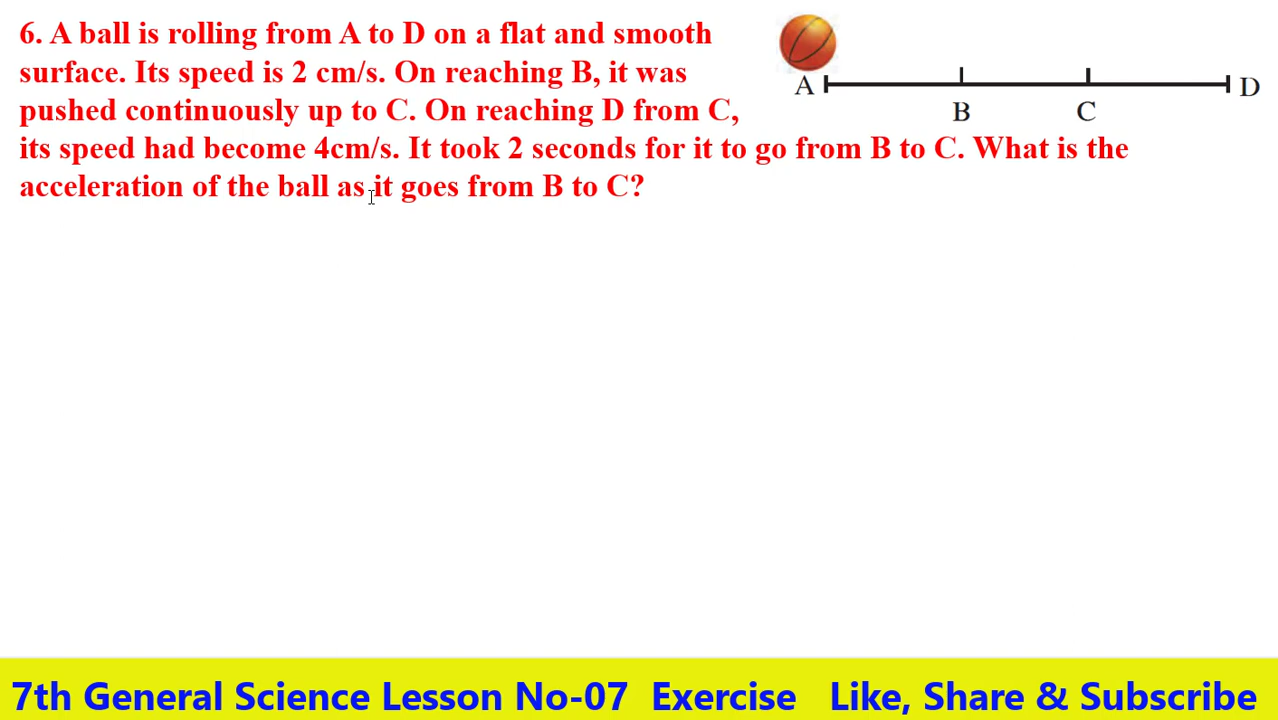 6. A ball is rolling from A to D on a flat and smooth
surface. Its speed is 2 cm/s. On reaching B, it was
pushed continuously up to C. On reaching D from C,
its speed had become 4cm/s. It took 2 seconds for it to go from B to C. What is the
acceleration of the ball as it goes from B to C?
A
D
B
C
7th General Science Lesson No-07 Exercise Like, Share & Subscribe